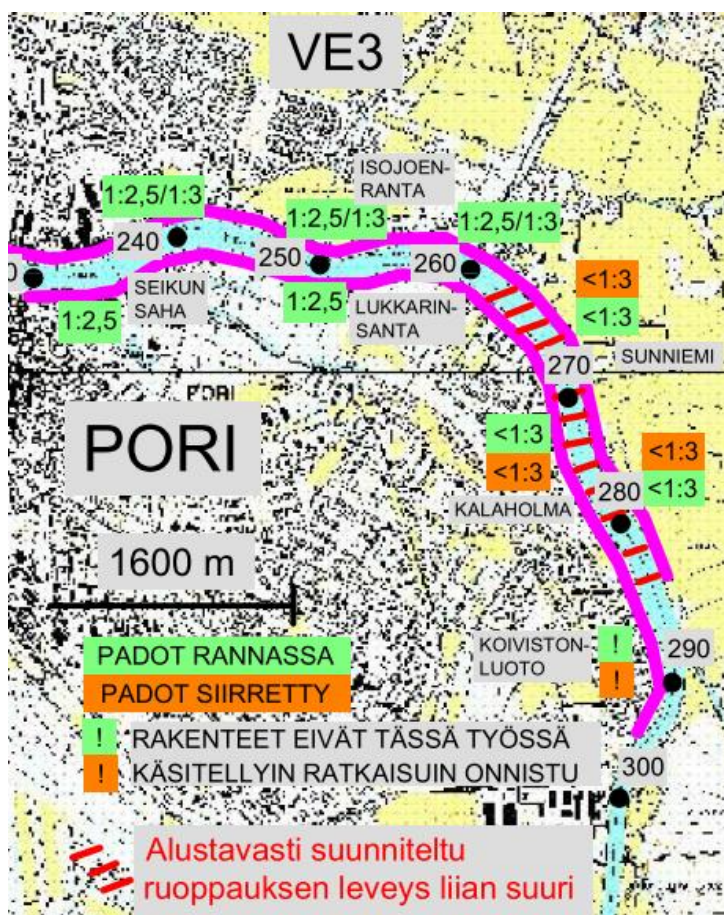 VE3
ISOJOEN-
RANTA
1:2,5/1:3
1:2,5/1:3
1:2,5/1:3
240
250
260
0
SEIKUN
SAHA
1:2,5
1:2,5
LUKKARIN-
SANTA
<1:3
<1:3
SUNNIEMI
270
PORI
PORI
<1:3
<1:3
<1:3
<1:3
280
KALAHOLMA
1600 m
PADOT RANNASSA
PADOT SIIRRETTY
KOIVISTON-
LUOTO
!
!
290
! RAKENTEET EIVÄT TÄSSÄ TYÖSSÄ
! KÄSITELLYIN RATKAISUIN ONNISTU
300
Alustavasti suunniteltu
ruoppauksen leveys liian suuri